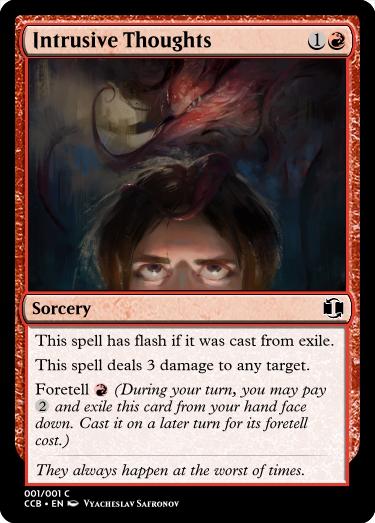 Intrusive Thoughts 1
Sorcery
This spell has flash if it was cast from exile.
This spell deals 3 damage to any target.
Foretell (During your turn, you may pay
2 and exile this card from your hand face
down. Cast it on a later turn for its foretell
cost.)
They always happen at the worst of times.
001/001 C
CCB • EN Vyacheslav Safronov